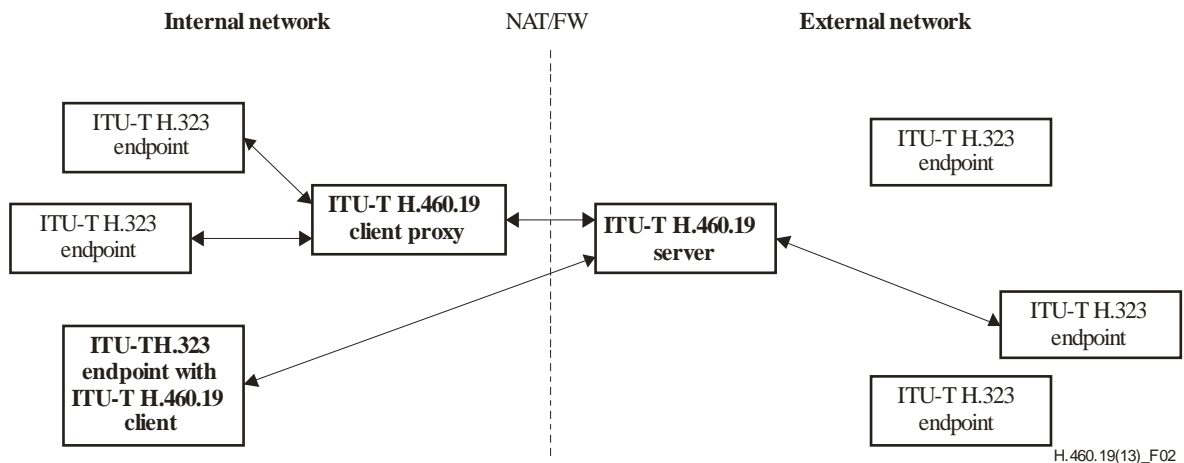 Internal network
NAT/FW
External network
ITU-T H.323
endpoint
ITU-T H.323
endpoint
ITU-T H.460.19
client proxy
ITU-T H.323
endpoint
ITU-T H.460.19
server
ITU-T H.323
endpoint
ITU-TH.323
endpoint with
ITU-T H.460.19
client
ITU-T H.323
endpoint
H.460.19(13)_F02